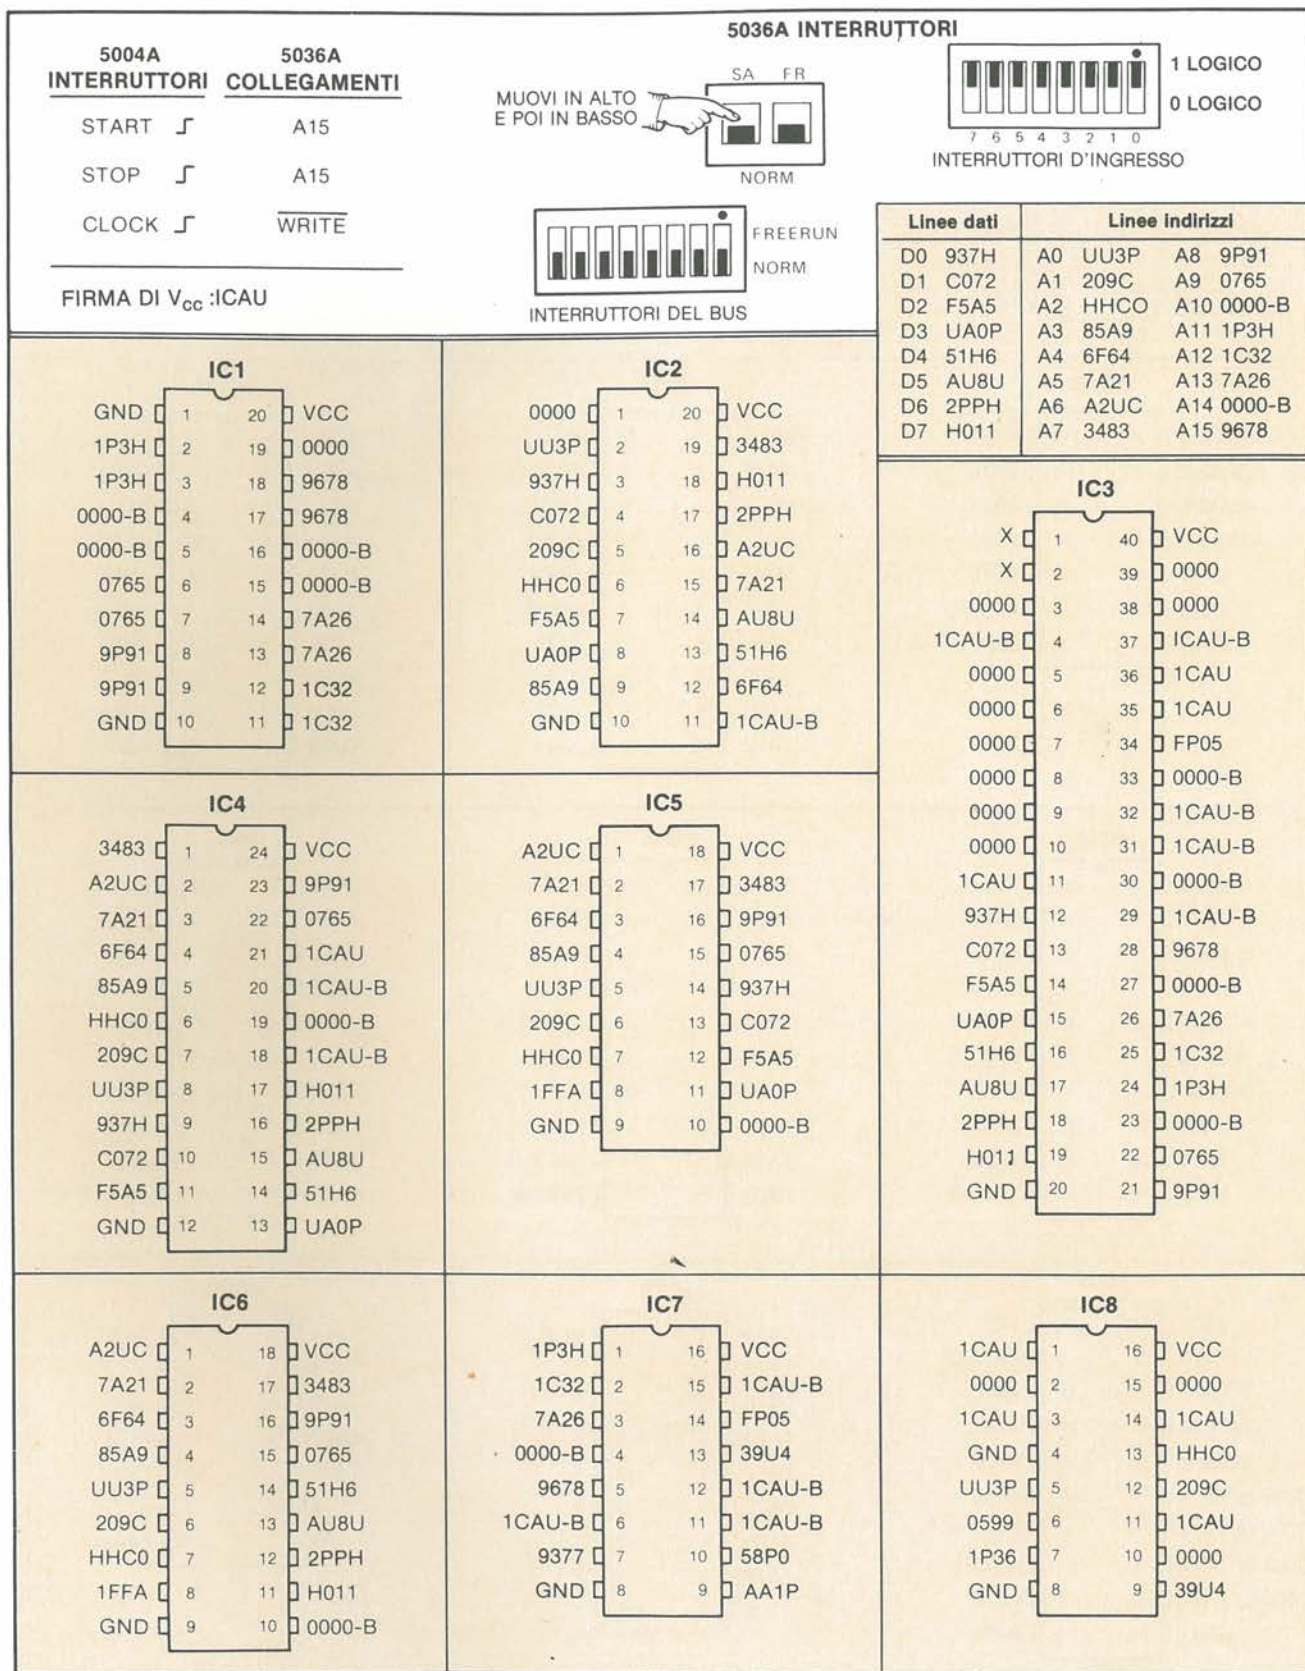 5004A INTERRUTTORI
5036A COLLEGAMENTI
START A15
STOP A15
CLOCK WRITE
FIRMA DI Vcc :ICAU
5036A INTERRUTTORI
MUOVI IN ALTO
E POI IN BASSO
SA FR
NORM
1 LOGICO
0 LOGICO
7 6 5 4 3 2 1 0
INTERRUTTORI D'INGRESSO
FREERUN
NORM
INTERRUTTORI DEL BUS
Linee dati Linee indirizzi
D0 937H A0 UU3P A8 9P91
D1 C072 A1 209C A9 0765
D2 F5A5 A2 HHCO A10 0000-B
D3 UA0P A3 85A9 A11 1P3H
D4 51H6 A4 6F64 A12 1C32
D5 AU8U A5 7A21 A13 7A26
D6 2PPH A6 A2UC A14 0000-B
D7 H011 A7 3483 A15 9678
IC1
GND 1 20 VCC
1P3H 2 19 0000
1P3H 3 18 9678
0000-B 4 17 9678
0000-B 5 16 0000-B
0765 6 15 0000-B
0765 7 14 7A26
9P91 8 13 7A26
9P91 9 12 1C32
GND 10 11 1C32
IC2
0000 1 20 VCC
UU3P 2 19 3483
937H 3 18 H011
C072 4 17 2PPH
209C 5 16 A2UC
HHC0 6 15 7A21
F5A5 7 14 AU8U
UA0P 8 13 51H6
85A9 9 12 6F64
GND 10 11 1CAU-B
IC3
X 1 40 VCC
X 2 39 0000
0000 3 38 0000
1CAU-B 4 37 ICAU-B
0000 5 36 1CAU
0000 6 35 1CAU
0000 7 34 FP05
0000 8 33 0000-B
0000 9 32 1CAU-B
0000 10 31 1CAU-B
1CAU 11 30 0000-B
937H 12 29 1CAU-B
C072 13 28 9678
F5A5 14 27 0000-B
UA0P 15 26 7A26
51H6 16 25 1C32
AU8U 17 24 1P3H
2PPH 18 23 0000-B
H011 19 22 0765
GND 20 21 9P91
IC4
3483 1 24 VCC
A2UC 2 23 9P91
7A21 3 22 0765
6F64 4 21 1CAU
85A9 5 20 1CAU-B
HHC0 6 19 0000-B
209C 7 18 1CAU-B
UU3P 8 17 H011
937H 9 16 2PPH
C072 10 15 AU8U
F5A5 11 14 51H6
GND 12 13 UA0P
IC5
A2UC 1 18 VCC
7A21 2 17 3483
6F64 3 16 9P91
85A9 4 15 0765
UU3P 5 14 937H
209C 6 13 C072
HHC0 7 12 F5A5
1FFA 8 11 UA0P
GND 9 10 0000-B
IC6
A2UC 1 18 VCC
7A21 2 17 3483
6F64 3 16 9P91
85A9 4 15 0765
UU3P 5 14 51H6
209C 6 13 AU8U
HHC0 7 12 2PPH
1FFA 8 11 H011
GND 9 10 0000-B
IC7
1P3H 1 16 VCC
1C32 2 15 1CAU-B
7A26 3 14 FP05
0000-B 4 13 39U4
9678 5 12 1CAU-B
1CAU-B 6 11 1CAU-B
9377 7 10 58P0
GND 8 9 AA1P
IC8
1CAU 1 16 VCC
0000 2 15 0000
1CAU 3 14 1CAU
GND 4 13 HHC0
UU3P 5 12 209C
0599 6 11 1CAU
1P36 7 10 0000
GND 8 9 39U4